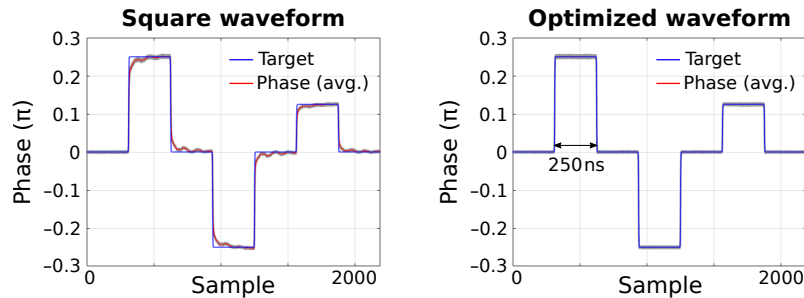 Square waveform
0.3
0.2
0.1
0
–0.1
–0.2
–0.3
Phase (π)
Target
Phase (avg.)
0
2000
Sample
Optimized waveform
0.3
0.2
0.1
0
–0.1
–0.2
–0.3
Phase (π)
Target
Phase (avg.)
250 ns
0
2000
Sample